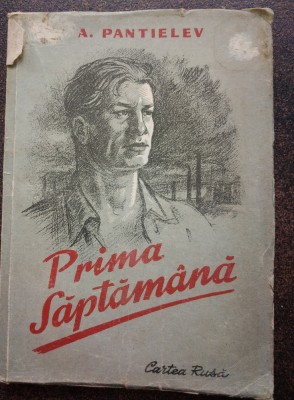 A. PANTIELEV
Prima
Săptămână
Cartea Rusă